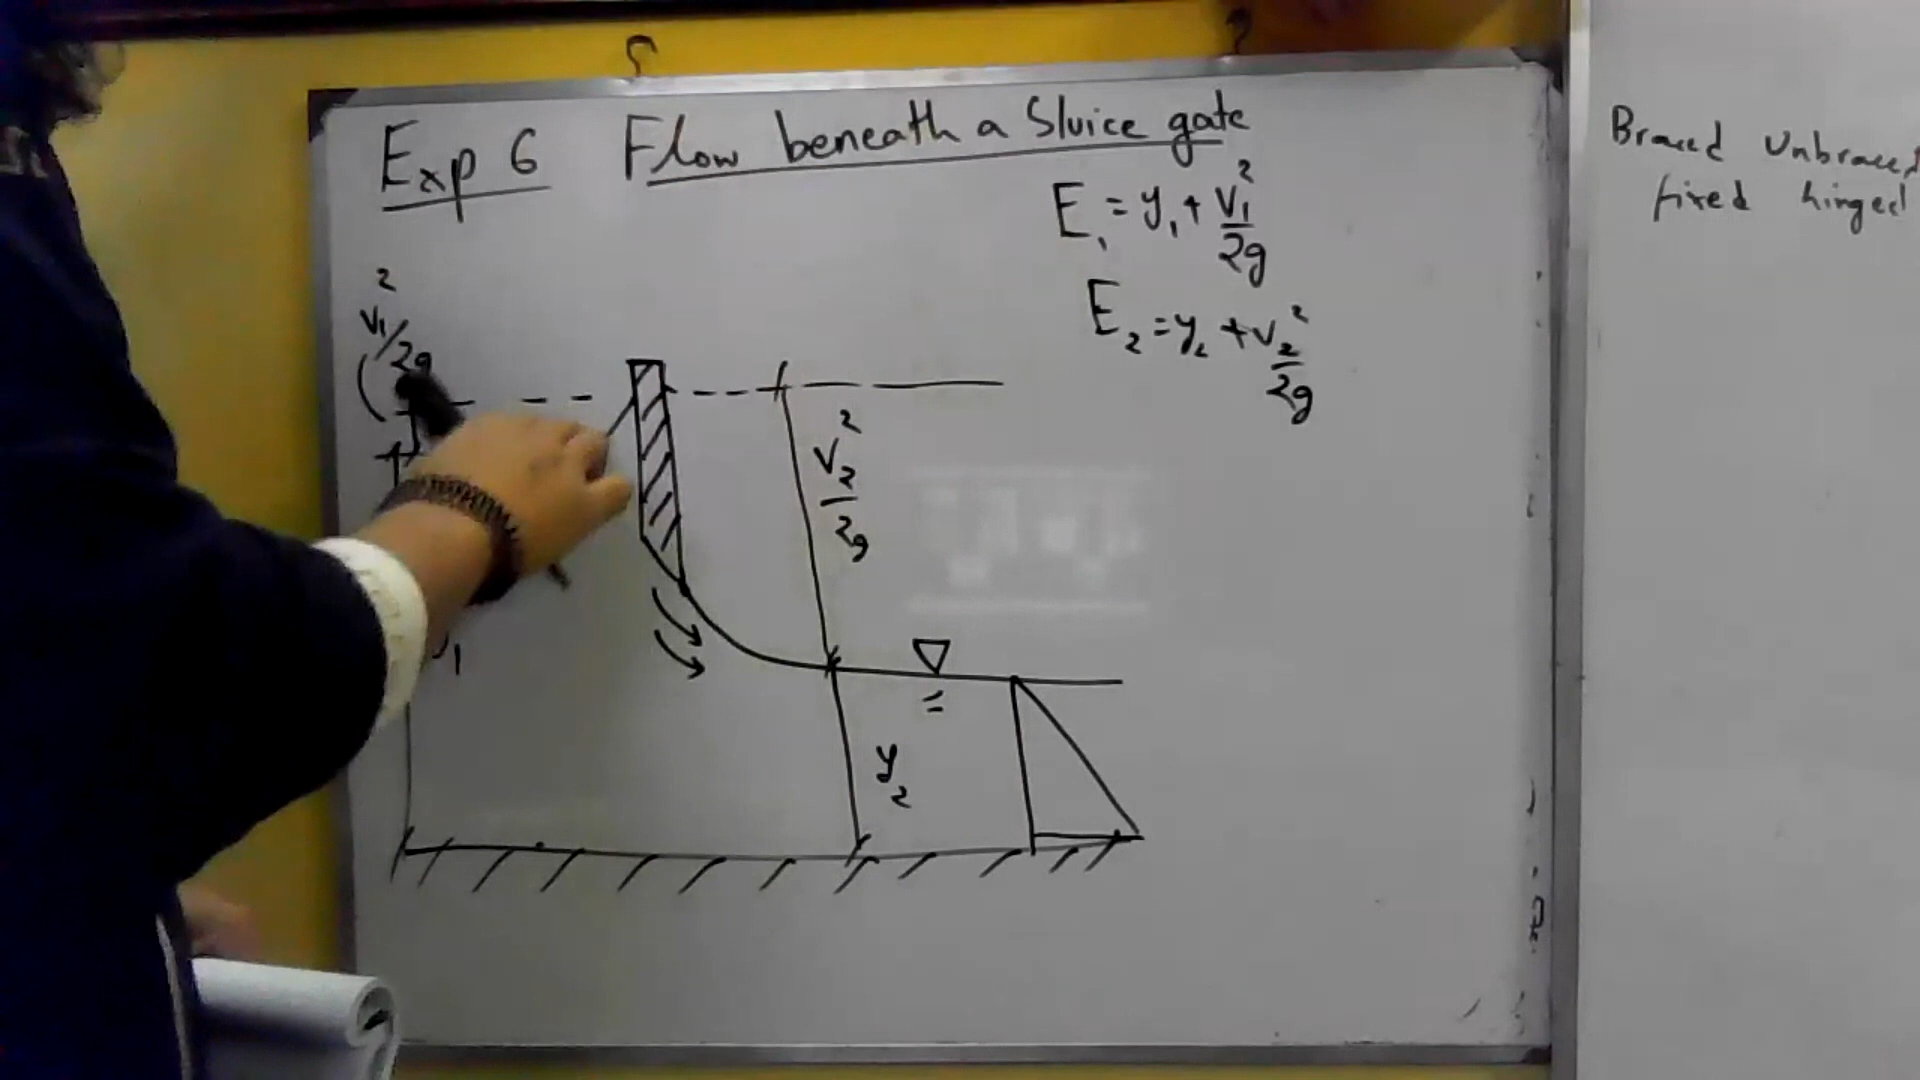 Exp 6 Flow beneath a Sluice gate
E₁ = y₁ + V₁²/2g
E₂ = y₂ + V₂²/2g
V₁²/2g
V₂²/2g
y₂
Braced Unbraced
fixed hinged